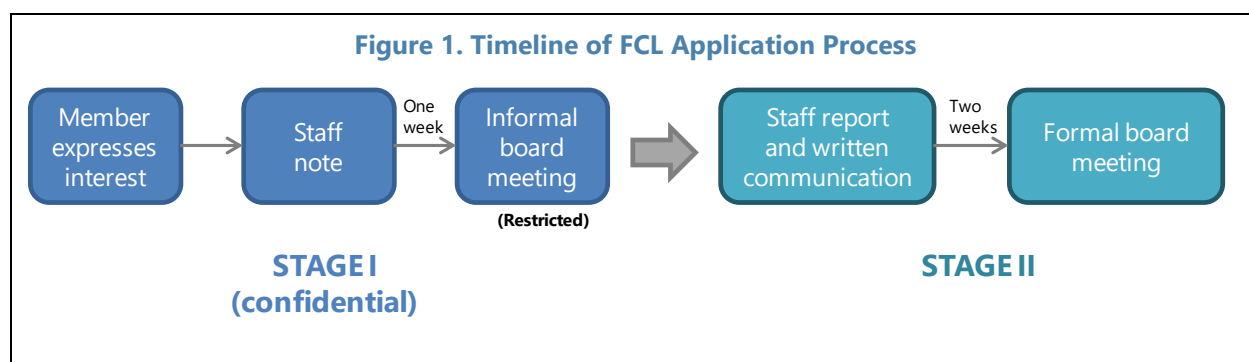 Figure 1. Timeline of FCL Application Process
Member
expresses
interest
Staff
note
One
week
Informal
board
meeting
(Restricted)
Staff report
and written
communication
Two
weeks
Formal board
meeting
STAGE I
(confidential)
STAGE II